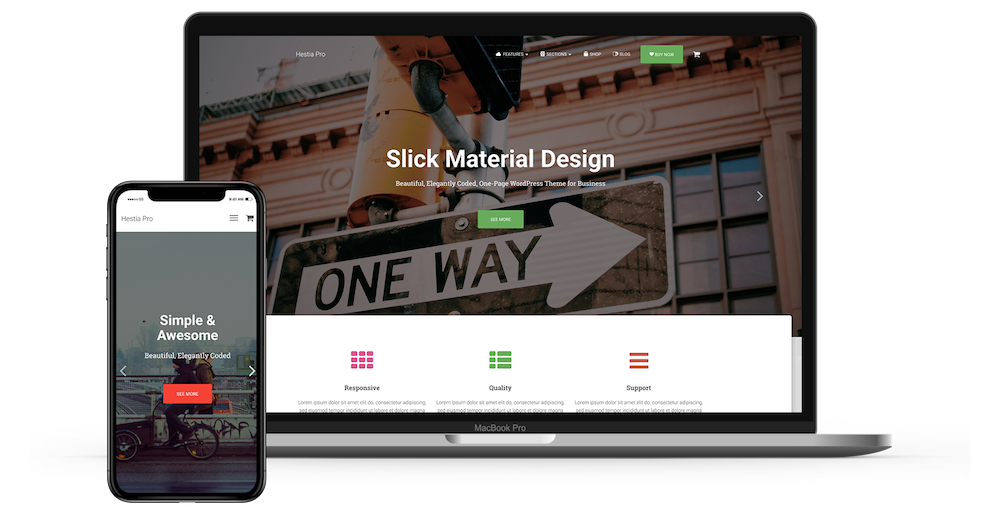 Hestia Pro
FEATURES
SECTIONS
SHOP
BLOG
BUY NOW
Slick Material Design
Beautiful, Elegantly Coded, One-Page WordPress Theme for Business
SEE MORE
ONE WAY
Responsive
Quality
Support
Lorem ipsum dolor sit amet elit do, consectetur
sed eiusmod tempor incididunt ut labore et dolore magna
Lorem ipsum dolor sit amet elit do, consectetur adipiscing,
sed eiusmod tempor incididunt ut labore et dolore magna
Lorem ipsum dolor sit amet elit do, consectetur adipiscing,
sed eiusmod tempor incididunt ut labore et dolore magna
MacBook Pro
9:41 AM
Hestia Pro
Simple &
Awesome
Beautiful, Elegantly Coded
SEE MORE